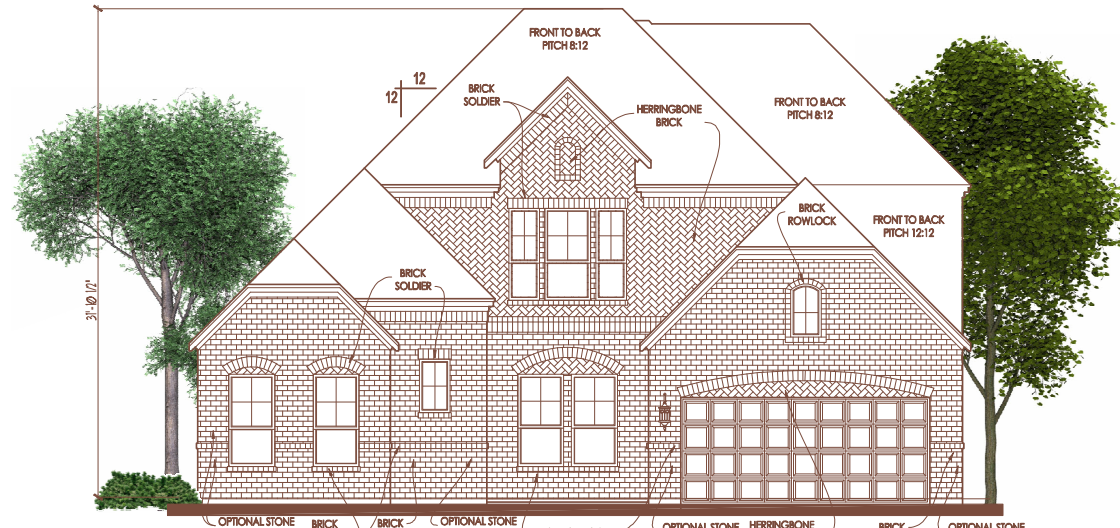 FRONT TO BACK
PITCH 8:12
12
12
BRICK
SOLDIER
HERRINGBONE
BRICK
FRONT TO BACK
PITCH 8:12
BRICK
ROWLOCK
FRONT TO BACK
PITCH 12:12
BRICK
SOLDIER
31' - 10 1/2"
OPTIONAL STONE
BRICK
BRICK
OPTIONAL STONE
OPTIONAL STONE
HERRINGBONE
BRICK
OPTIONAL STONE